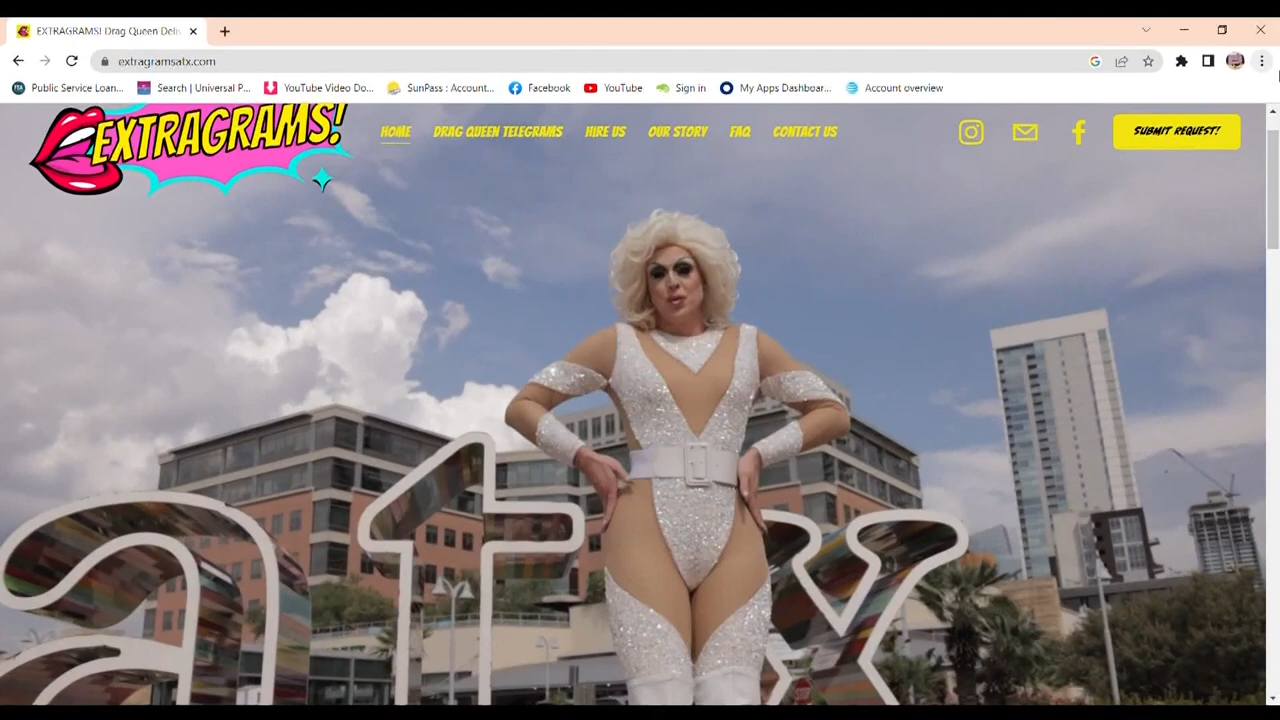 EXTRAGRAMS! Drag Queen Deli
extragramsatx.com
Public Service Loan...
Search | Universal P...
YouTube Video Do...
SunPass : Account...
Facebook
YouTube
Sign in
My Apps Dashboar...
Account overview
EXTRAGRAMS!
HOME
DRAG QUEEN TELEGRAMS
HIRE US
OUR STORY
FAQ
CONTACT US
SUBMIT REQUEST!
atx